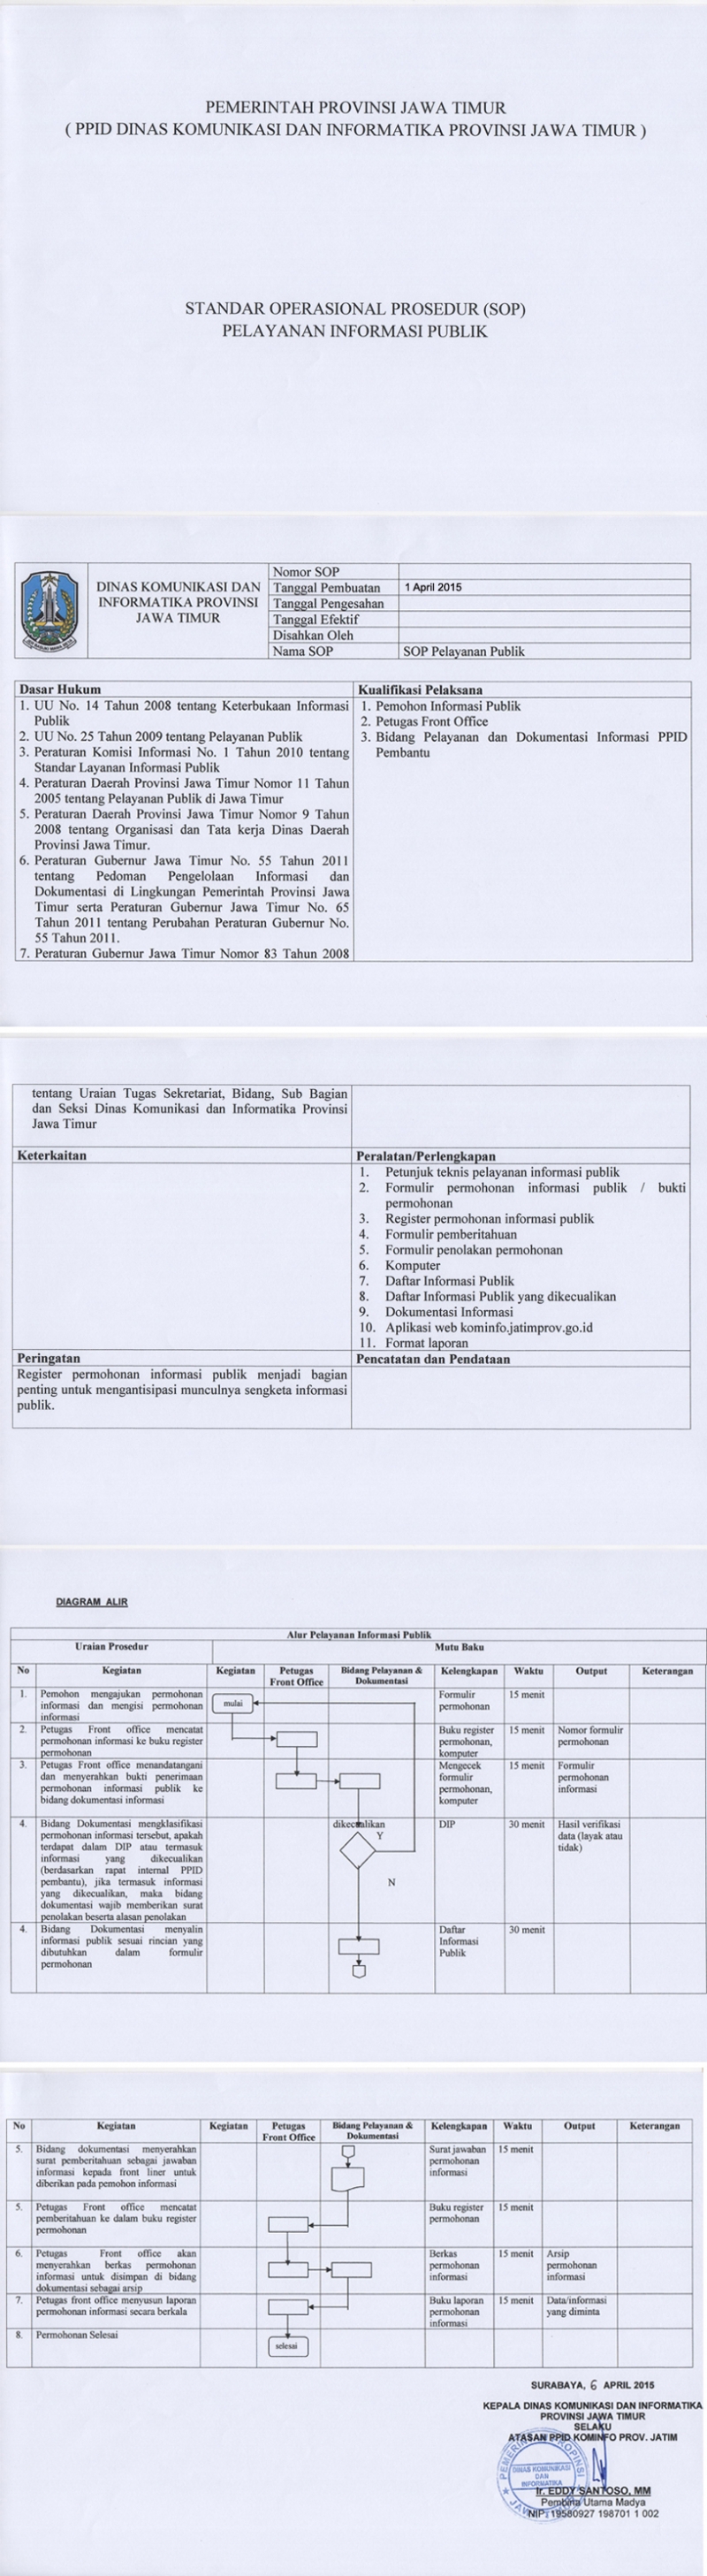 PEMERINTAH PROVINSI JAWA TIMUR
( PPID DINAS KOMUNIKASI DAN INFORMATIKA PROVINSI JAWA TIMUR )
STANDAR OPERASIONAL PROSEDUR (SOP)
PELAYANAN INFORMASI PUBLIK
DINAS KOMUNIKASI DAN
INFORMATIKA PROVINSI
JAWA TIMUR
Nomor SOP
Tanggal Pembuatan 1 April 2015
Tanggal Pengesahan
Tanggal Efektif
Disahkan Oleh
Nama SOP SOP Pelayanan Publik
Dasar Hukum
1. UU No. 14 Tahun 2008 tentang Keterbukaan Informasi
Publik
2. UU No. 25 Tahun 2009 tentang Pelayanan Publik
3. Peraturan Komisi Informasi No. 1 Tahun 2010 tentang
Standar Layanan Informasi Publik
4. Peraturan Daerah Provinsi Jawa Timur Nomor 11 Tahun
2005 tentang Pelayanan Publik di Jawa Timur
5. Peraturan Daerah Provinsi Jawa Timur Nomor 9 Tahun
2008 tentang Organisasi dan Tata kerja Dinas Daerah
Provinsi Jawa Timur.
6. Peraturan Gubernur Jawa Timur No. 55 Tahun 2011
tentang Pedoman Pengelolaan Informasi dan
Dokumentasi di Lingkungan Pemerintah Provinsi Jawa
Timur serta Peraturan Gubernur Jawa Timur No. 65
Tahun 2011 tentang Perubahan Peraturan Gubernur No.
55 Tahun 2011.
7. Peraturan Gubernur Jawa Timur Nomor 83 Tahun 2008
Kualifikasi Pelaksana
1. Pemohon Informasi Publik
2. Petugas Front Office
3. Bidang Pelayanan dan Dokumentasi Informasi PPID
Pembantu
tentang Uraian Tugas Sekretariat, Bidang, Sub Bagian
dan Seksi Dinas Komunikasi dan Informatika Provinsi
Jawa Timur
Keterkaitan
Peralatan/Perlengkapan
1. Petunjuk teknis pelayanan informasi publik
2. Formulir permohonan informasi publik / bukti
permohonan
3. Register permohonan informasi publik
4. Formulir pemberitahuan
5. Formulir penolakan permohonan
6. Komputer
7. Daftar Informasi Publik
8. Daftar Informasi Publik yang dikecualikan
9. Dokumentasi Informasi
10. Aplikasi web kominfo.jatimprov.go.id
11. Format laporan
Peringatan
Register permohonan informasi publik menjadi bagian
penting untuk mengantisipasi munculnya sengketa informasi
publik.
Pencatatan dan Pendataan
DIAGRAM ALIR
Alur Pelayanan Informasi Publik
Uraian Prosedur Mutu Baku
No Kegiatan Kegiatan Petugas Front Office Bidang Pelayanan & Dokumentasi Kelengkapan Waktu Output Keterangan
1. Pemohon mengajukan permohonan
informasi dan mengisi permohonan
informasi
mulai
Formulir
permohonan
15 menit
2. Petugas Front office mencatat
permohonan informasi ke buku register
permohonan
Buku register
permohonan,
komputer
15 menit
Nomor formulir
permohonan
3. Petugas Front office menandatangani
dan menyerahkan bukti penerimaan
permohonan informasi publik ke
bidang dokumentasi informasi
Mengecek
formulir
permohonan,
komputer
15 menit
Formulir
permohonan
informasi
4. Bidang Dokumentasi mengklasifikasi
permohonan informasi tersebut, apakah
terdapat dalam DIP atau termasuk
informasi yang dikecualikan
(berdasarkan rapat internal PPID
pembantu), jika termasuk informasi
yang dikecualikan, maka bidang
dokumentasi wajib memberikan surat
penolakan beserta alasan penolakan
dikecualikan
Y
N
DIP
30 menit
Hasil verifikasi
data (layak atau
tidak)
4. Bidang Dokumentasi menyalin
informasi publik sesuai rincian yang
dibutuhkan dalam formulir
permohonan
Daftar
Informasi
Publik
30 menit
No Kegiatan Kegiatan Petugas Front Office Bidang Pelayanan & Dokumentasi Kelengkapan Waktu Output Keterangan
5. Bidang dokumentasi menyerahkan
surat pemberitahuan sebagai jawaban
informasi kepada front liner untuk
diberikan pada pemohon informasi
Surat jawaban
permohonan
informasi
15 menit
5. Petugas Front office mencatat
pemberitahuan ke dalam buku register
permohonan
Buku register
permohonan
15 menit
6. Petugas Front office akan
menyerahkan berkas permohonan
informasi untuk disimpan di bidang
dokumentasi sebagai arsip
Berkas
permohonan
informasi
15 menit
Arsip
permohonan
informasi
7. Petugas front office menyusun laporan
permohonan informasi secara berkala
Buku laporan
permohonan
informasi
15 menit
Data/informasi
yang diminta
8. Permohonan Selesai
selesai
SURABAYA, 6 APRIL 2015
KEPALA DINAS KOMUNIKASI DAN INFORMATIKA
PROVINSI JAWA TIMUR
SELAKU
ATASAN PPID KOMINFO PROV. JATIM
DINAS KOMUNIKASI
DAN
INFORMATIKA
Ir. EDDY SANTOSO, MM
Pembina Utama Madya
NIP. 19580927 198701 1 002